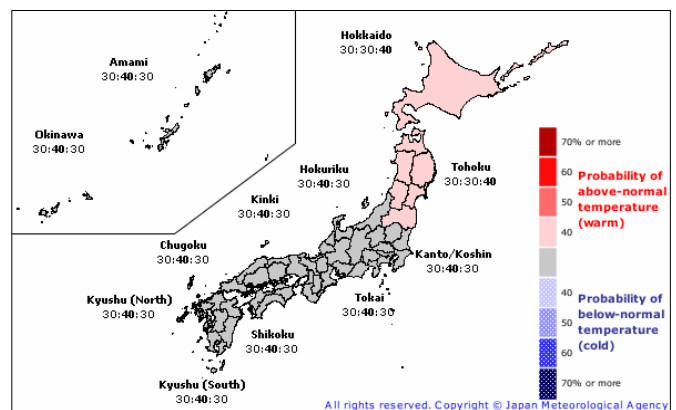 Hokkaido
30:30:40
Amami
30:40:30
Okinawa
30:40:30
Hokuriku
30:40:30
Tohoku
30:30:40
Kinki
30:40:30
Chugoku
30:40:30
Kanto/Koshin
30:40:30
Kyushu (North)
30:40:30
Tokai
30:40:30
Shikoku
30:40:30
Kyushu (South)
30:40:30
70% or more
60
50
40
Probability of
above-normal
temperature
(warm)
40
50
60
70% or more
Probability of
below-normal
temperature
(cold)
All rights reserved. Copyright © Japan Meteorological Agency